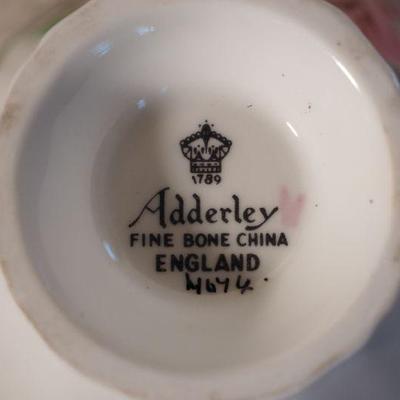 1789
Adderley
FINE BONE CHINA
ENGLAND